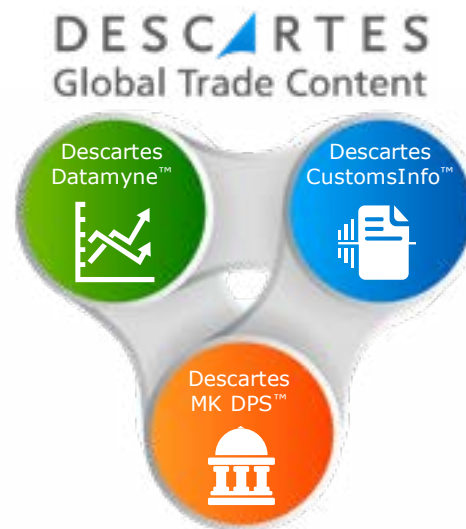 DESCARTES
Global Trade Content
Descartes
Datamyne™
Descartes
CustomsInfo™
Descartes
MK DPS™